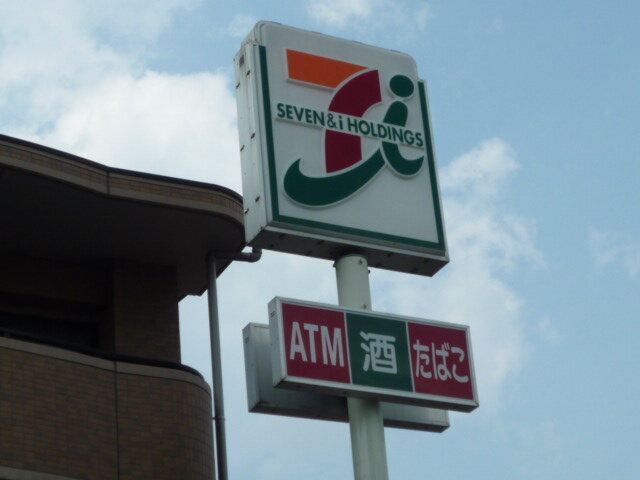 SEVEN & i HOLDINGS
ATM 酒 たばこ